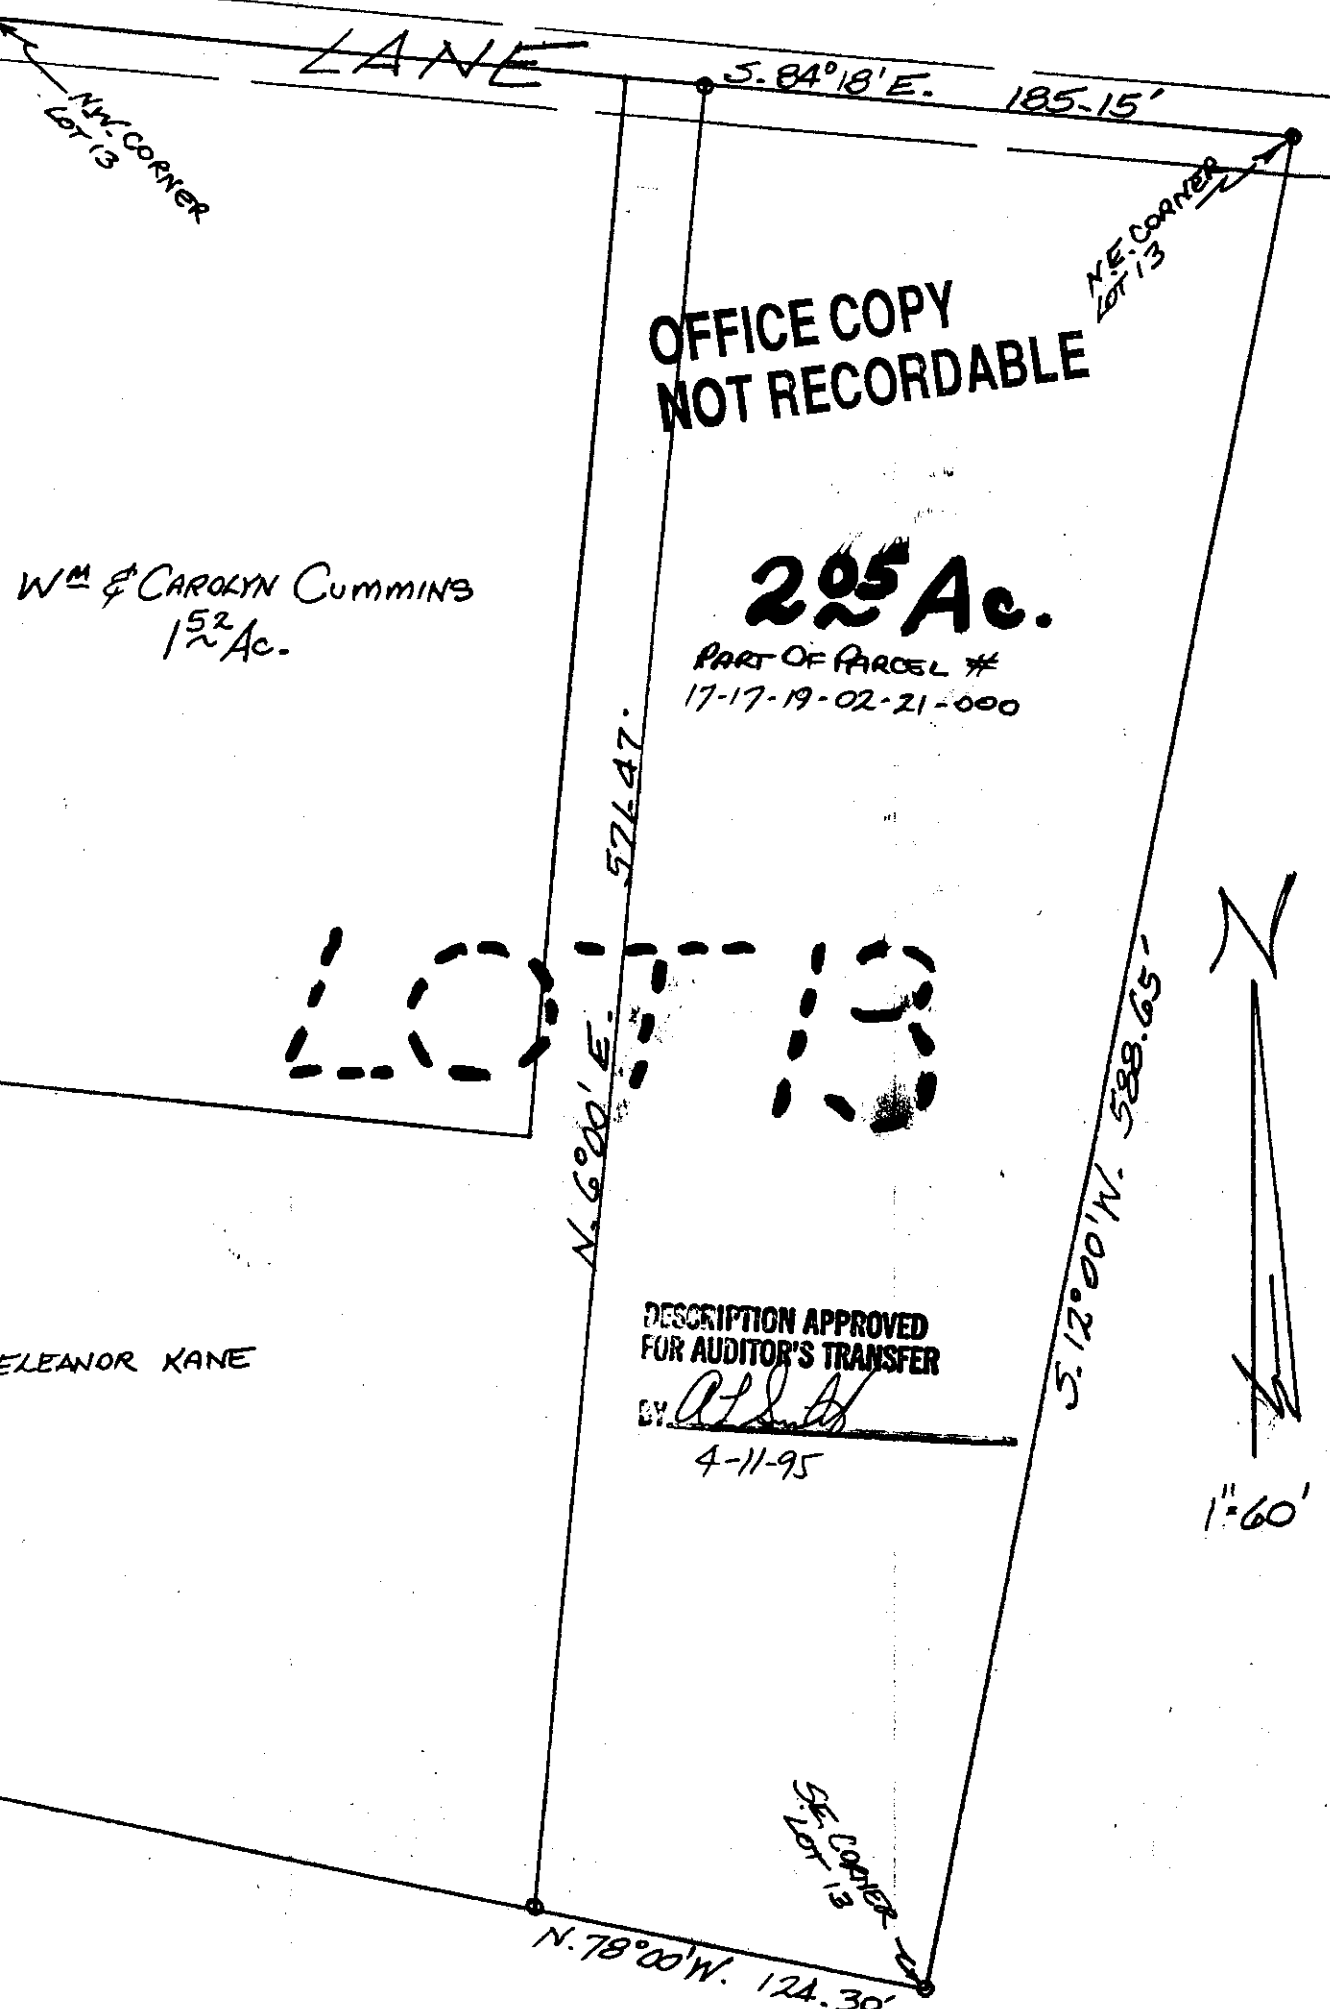 LANE
S. 84°18' E. 185.15'
N.W. CORNER
LOT 13
N.E. CORNER
LOT 13
OFFICE COPY
NOT RECORDABLE
Wᴹ & CAROLYN CUMMINS
1 52 Ac.
2 05 Ac.
PART OF PARCEL #
17-17-19-02-21-000
N. 6°00' E. 571.47'
LOT 13
S. 12°00' W. 588.65'
N
1"=60'
ELEANOR KANE
DESCRIPTION APPROVED
FOR AUDITOR'S TRANSFER
BY
4-11-95
S.E. CORNER
LOT 13
N. 78°00' W. 124.30'